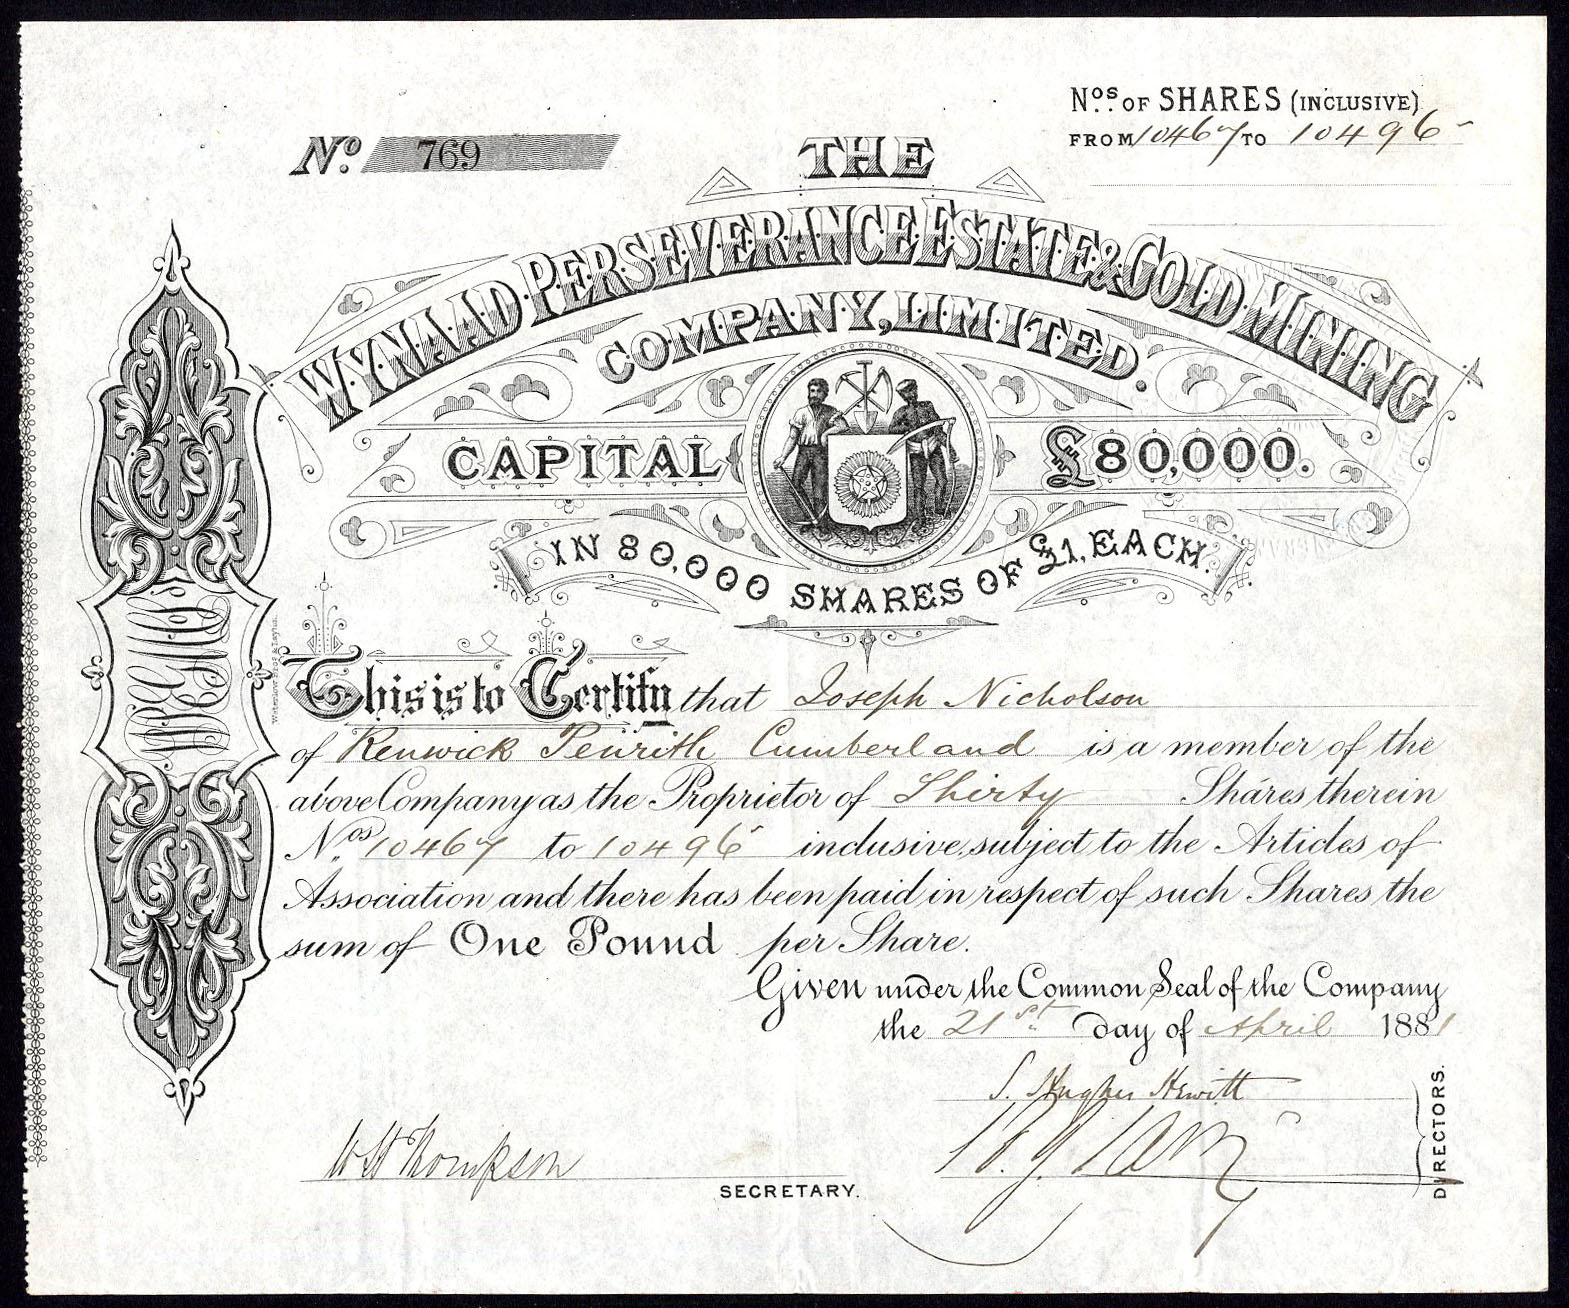 Nos. OF SHARES (INCLUSIVE)
FROM 10467 TO 10496
No. 769
THE
WYNAAD PERSEVERANCE ESTATE & GOLD MINING
COMPANY, LIMITED.
CAPITAL £80,000.
IN 80,000 SHARES OF £1, EACH.
This is to Certify that Joseph Nicholson
of Renwick Penrith Cumberland is a member of the
above Company as the Proprietor of Thirty Shares therein
Nos. 10467 to 10496 inclusive, subject to the Articles of
Association and there has been paid in respect of such Shares the
sum of One Pound per Share.
Given under the Common Seal of the Company
the 21st day of April 1881
S. Hughes Hewitt
W H Thompson
SECRETARY.
DIRECTORS.
Waterlow Bros & Layton.